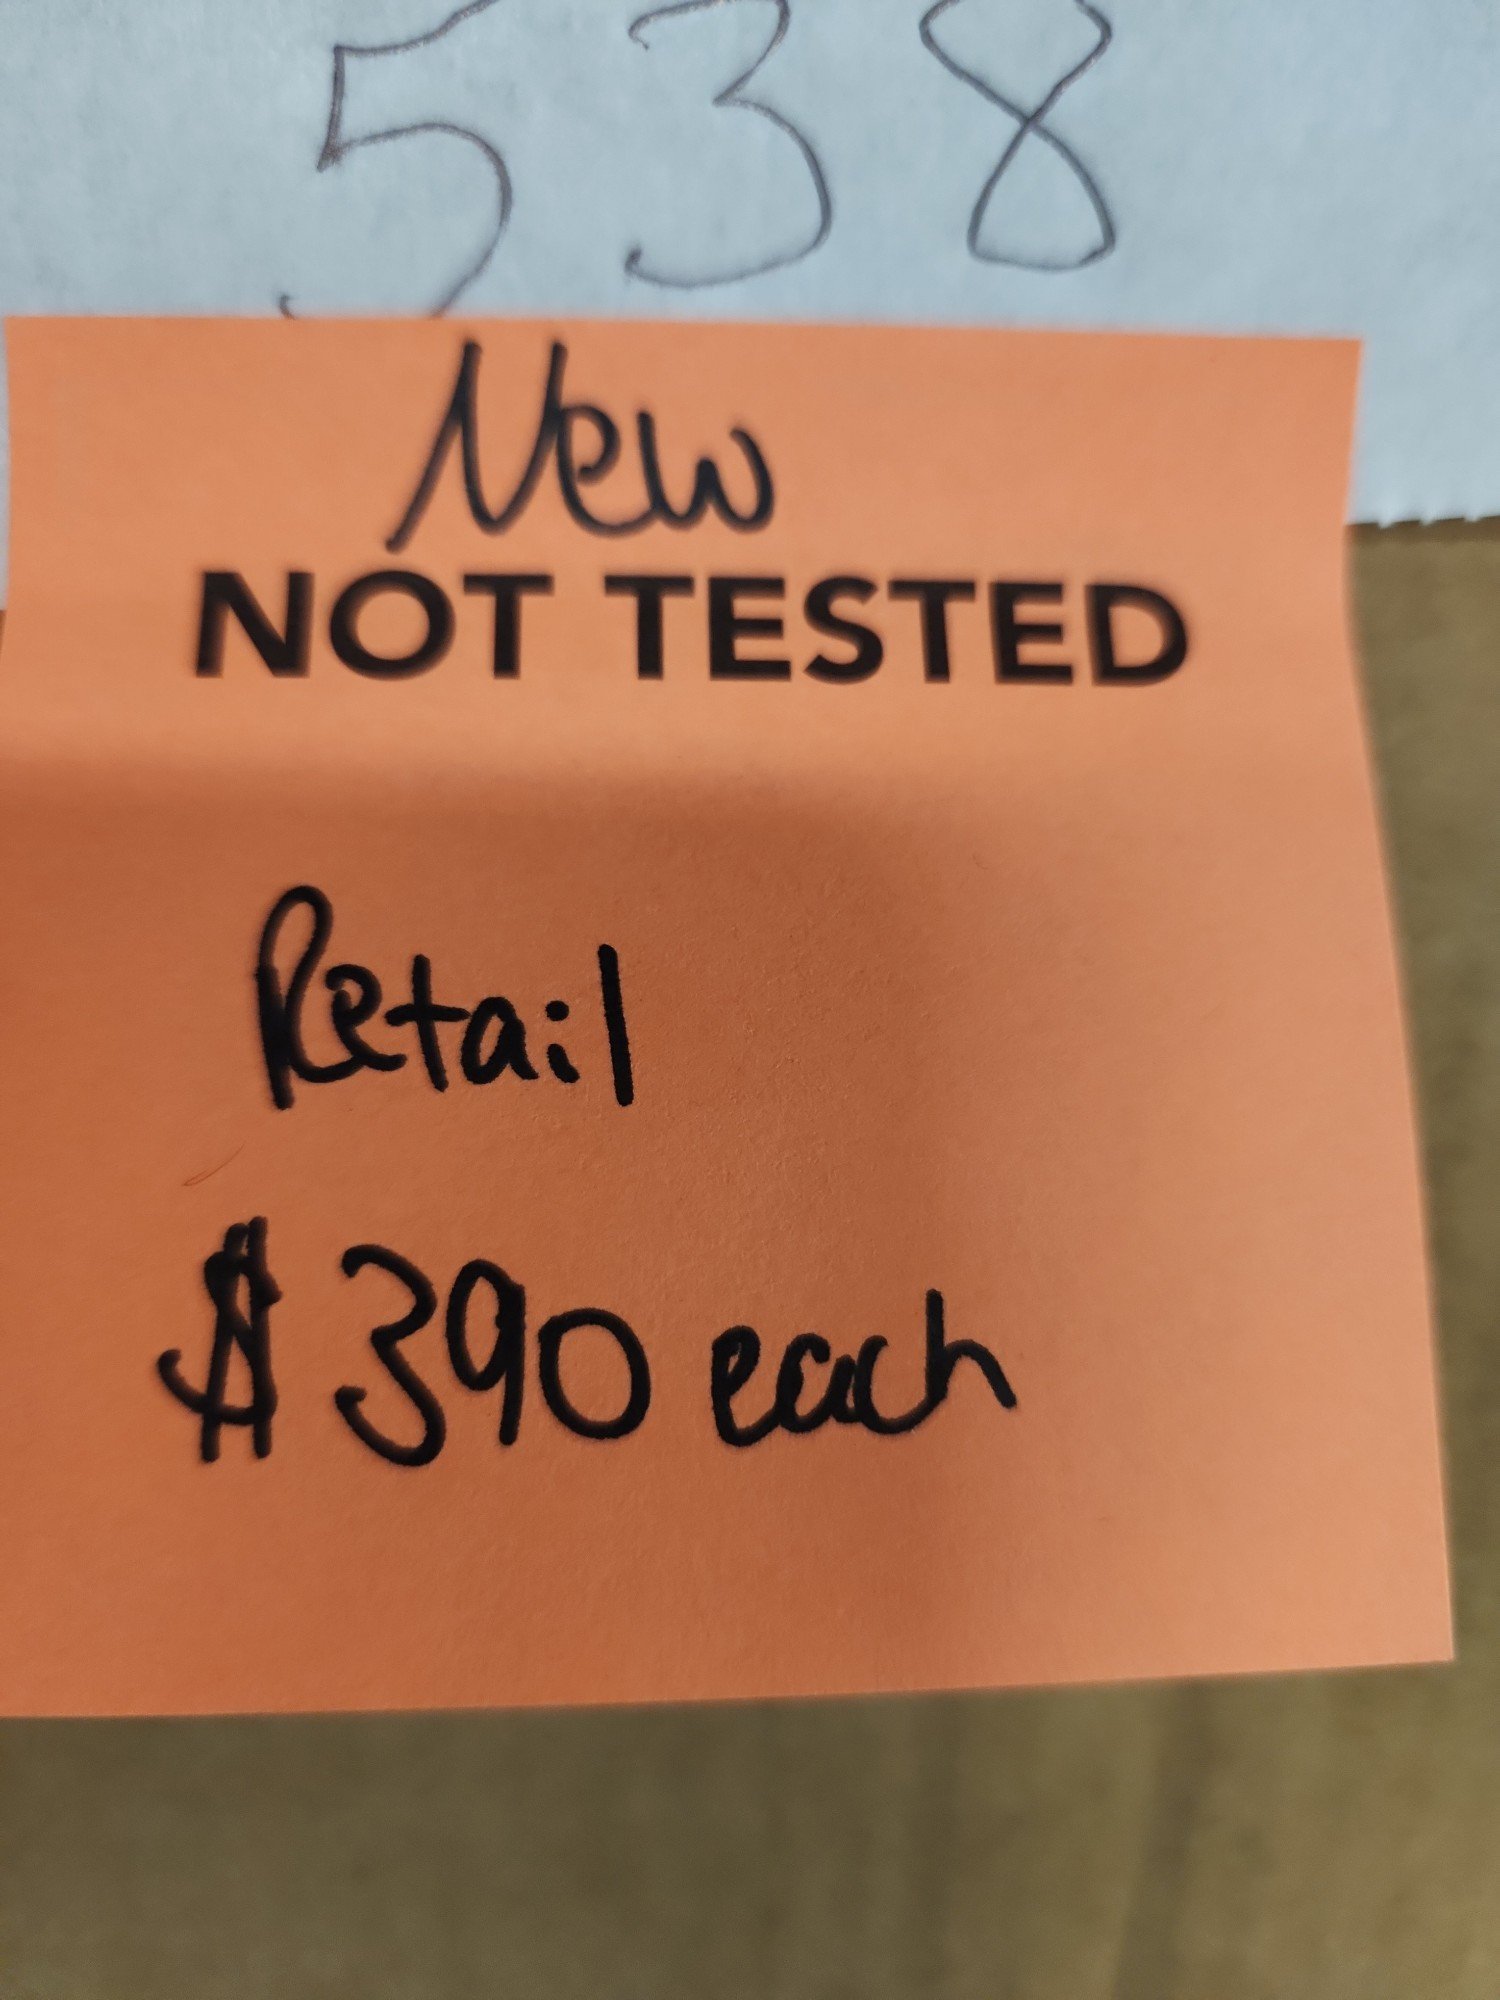 538
New
NOT TESTED
Retail
$390 each